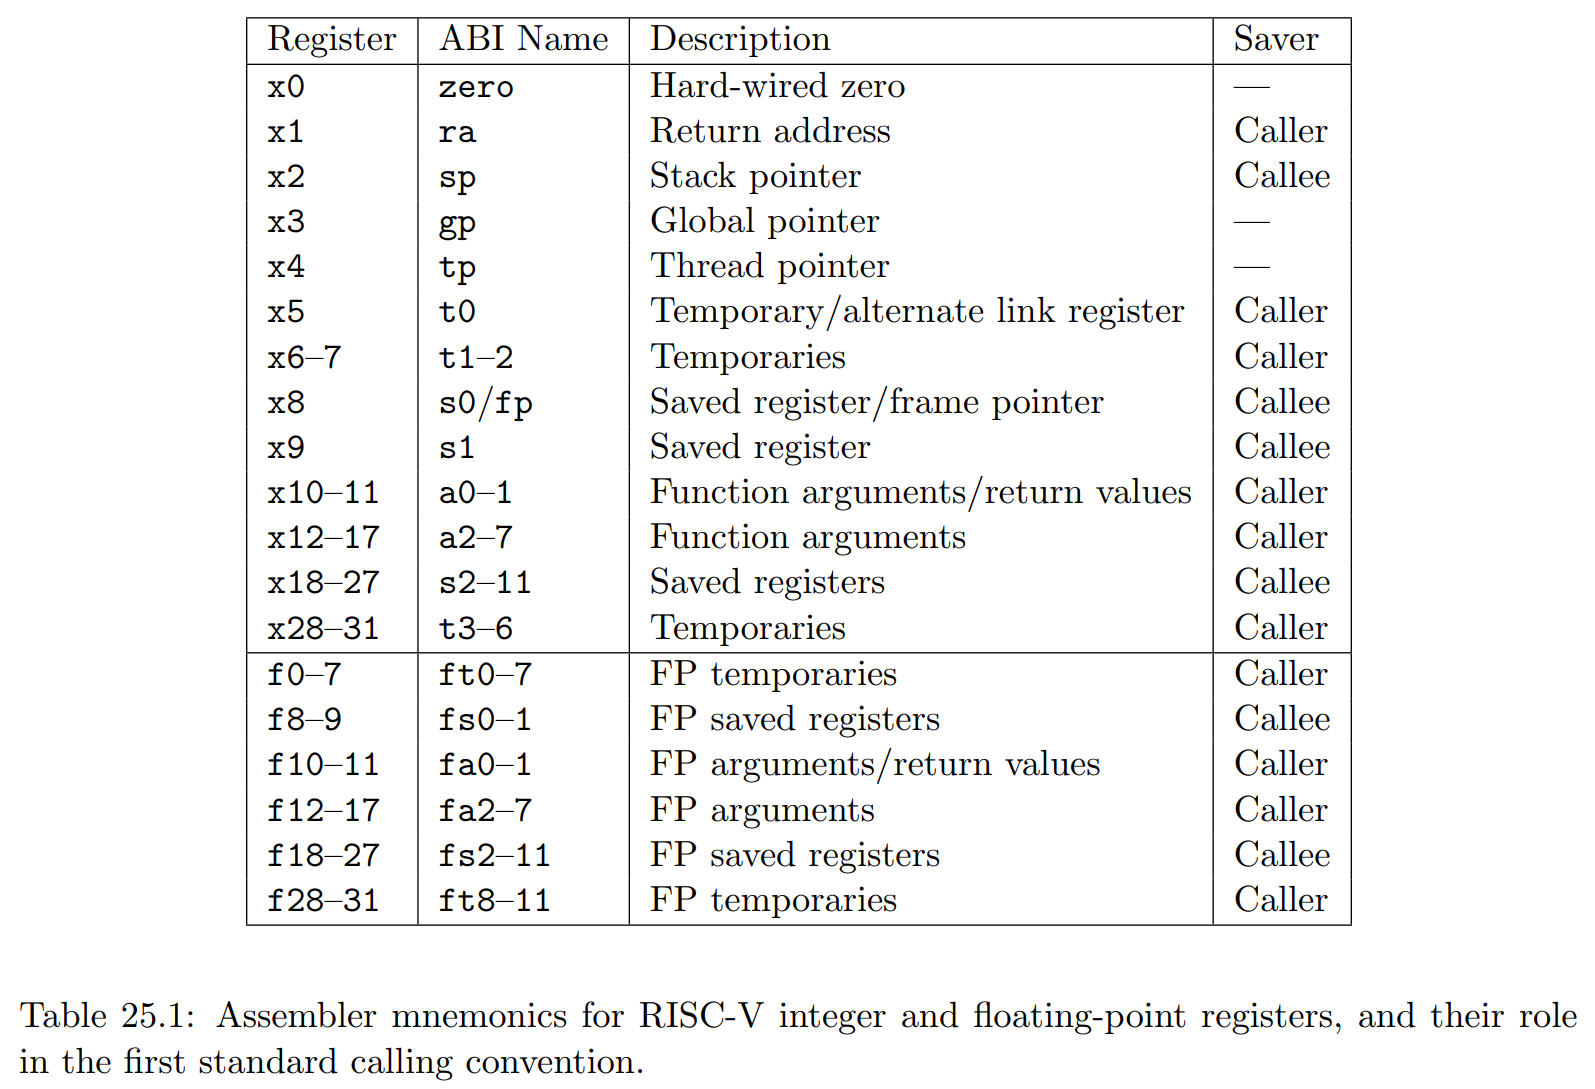 Register ABI Name Description Saver
x0 zero Hard-wired zero —
x1 ra Return address Caller
x2 sp Stack pointer Callee
x3 gp Global pointer —
x4 tp Thread pointer —
x5 t0 Temporary/alternate link register Caller
x6–7 t1–2 Temporaries Caller
x8 s0/fp Saved register/frame pointer Callee
x9 s1 Saved register Callee
x10–11 a0–1 Function arguments/return values Caller
x12–17 a2–7 Function arguments Caller
x18–27 s2–11 Saved registers Callee
x28–31 t3–6 Temporaries Caller
f0–7 ft0–7 FP temporaries Caller
f8–9 fs0–1 FP saved registers Callee
f10–11 fa0–1 FP arguments/return values Caller
f12–17 fa2–7 FP arguments Caller
f18–27 fs2–11 FP saved registers Callee
f28–31 ft8–11 FP temporaries Caller
Table 25.1: Assembler mnemonics for RISC-V integer and floating-point registers, and their role
in the first standard calling convention.